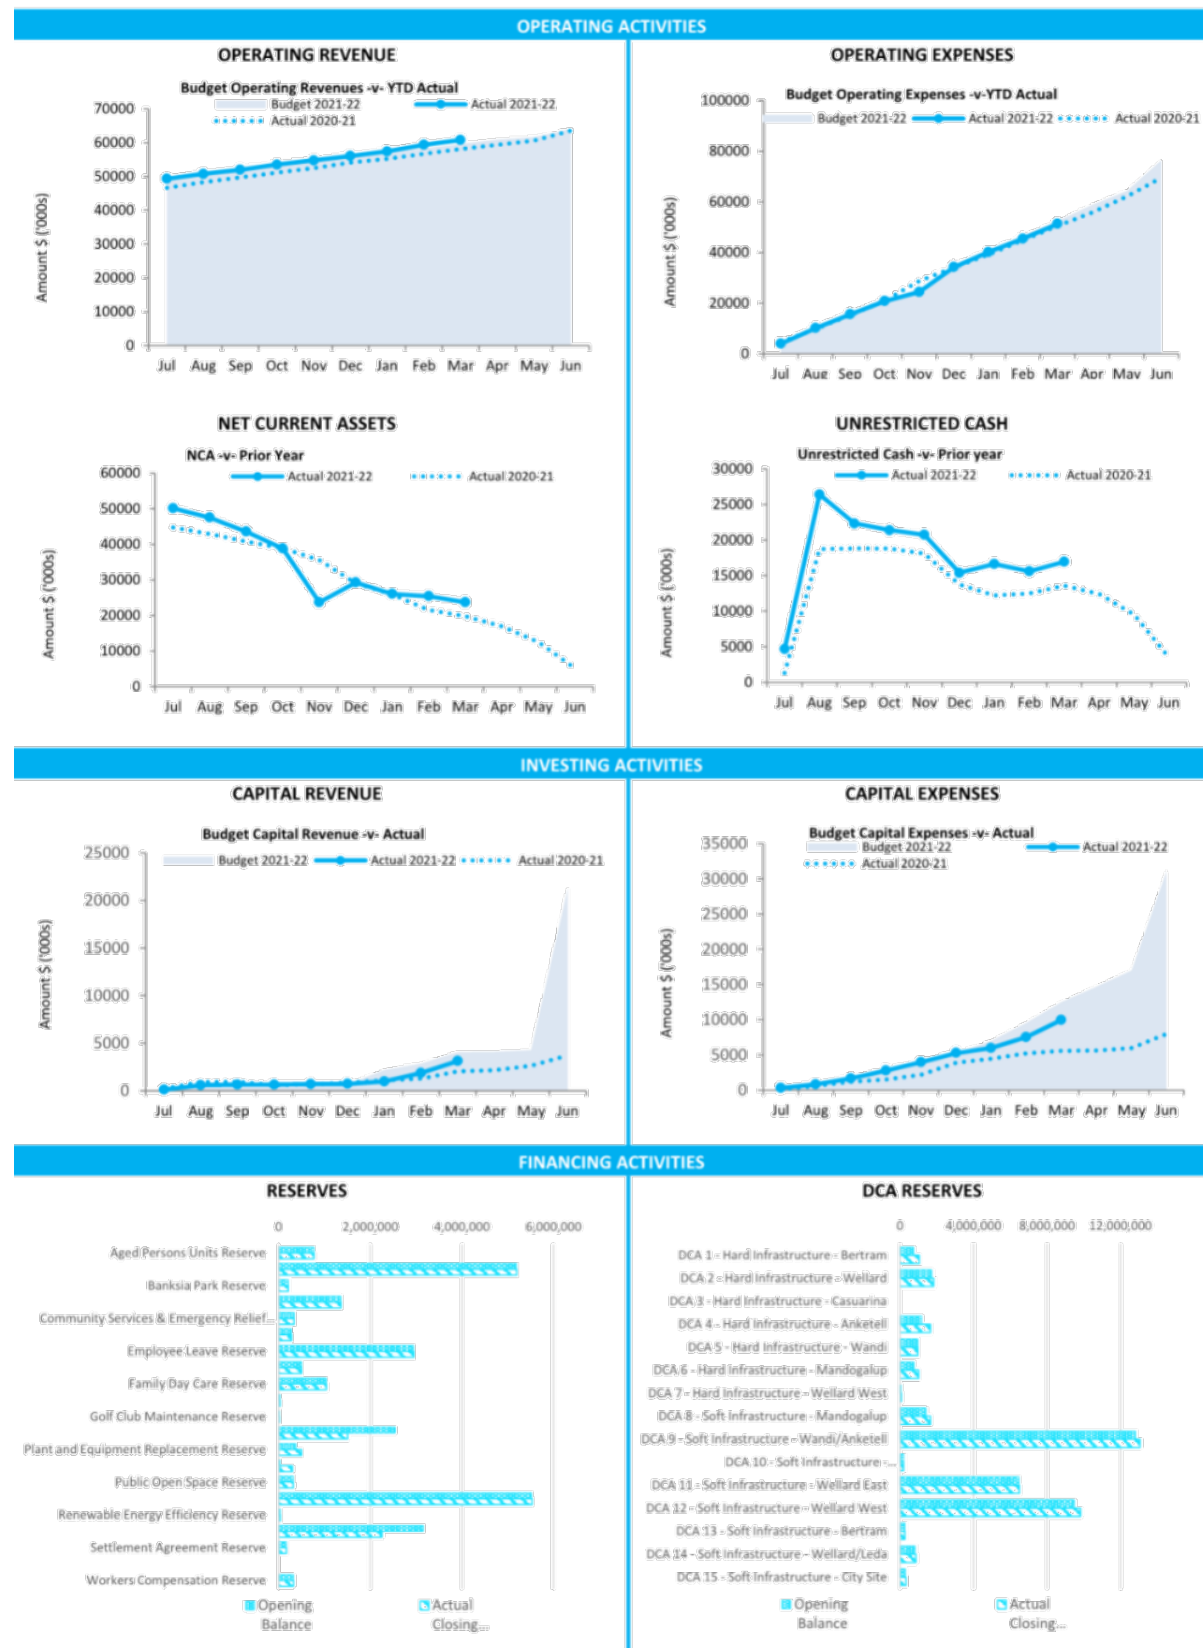 OPERATING ACTIVITIES
OPERATING REVENUE
Budget Operating Revenues -v- YTD Actual
Budget 2021-22 Actual 2021-22
Actual 2020-21
Amount $ ('000s)
70000
60000
50000
40000
30000
20000
10000
0
Jul Aug Sep Oct Nov Dec Jan Feb Mar Apr May Jun
OPERATING EXPENSES
Budget Operating Expenses -v-YTD Actual
Budget 2021-22 Actual 2021-22 Actual 2020-21
Amount $ ('000s)
100000
80000
60000
40000
20000
0
Jul Aug Sep Oct Nov Dec Jan Feb Mar Apr May Jun
NET CURRENT ASSETS
NCA -v- Prior Year
Actual 2021-22 Actual 2020-21
Amount $ ('000s)
60000
50000
40000
30000
20000
10000
0
Jul Aug Sep Oct Nov Dec Jan Feb Mar Apr May Jun
UNRESTRICTED CASH
Unrestricted Cash -v- Prior year
Actual 2021-22 Actual 2020-21
Amount $ ('000s)
30000
25000
20000
15000
10000
5000
0
Jul Aug Sep Oct Nov Dec Jan Feb Mar Apr May Jun
INVESTING ACTIVITIES
CAPITAL REVENUE
Budget Capital Revenue -v- Actual
Budget 2021-22 Actual 2021-22 Actual 2020-21
Amount $ ('000s)
25000
20000
15000
10000
5000
0
Jul Aug Sep Oct Nov Dec Jan Feb Mar Apr May Jun
CAPITAL EXPENSES
Budget Capital Expenses -v- Actual
Budget 2021-22 Actual 2021-22
Actual 2020-21
Amount $ ('000s)
35000
30000
25000
20000
15000
10000
5000
0
Jul Aug Sep Oct Nov Dec Jan Feb Mar Apr May Jun
FINANCING ACTIVITIES
RESERVES
0 2,000,000 4,000,000 6,000,000
Aged Persons Units Reserve
Banksia Park Reserve
Community Services & Emergency Relief...
Employee Leave Reserve
Family Day Care Reserve
Golf Club Maintenance Reserve
Plant and Equipment Replacement Reserve
Public Open Space Reserve
Renewable Energy Efficiency Reserve
Settlement Agreement Reserve
Workers Compensation Reserve
Opening Actual
Balance Closing...
DCA RESERVES
0 4,000,000 8,000,000 12,000,000
DCA 1 - Hard Infrastructure - Bertram
DCA 2 - Hard Infrastructure - Wellard
DCA 3 - Hard Infrastructure - Casuarina
DCA 4 - Hard Infrastructure - Anketell
DCA 5 - Hard Infrastructure - Wandi
DCA 6 - Hard Infrastructure - Mandogalup
DCA 7 - Hard Infrastructure - Wellard West
DCA 8 - Soft Infrastructure - Mandogalup
DCA 9 - Soft Infrastructure - Wandi/Anketell
DCA 10 - Soft Infrastructure -...
DCA 11 - Soft Infrastructure - Wellard East
DCA 12 - Soft Infrastructure - Wellard West
DCA 13 - Soft Infrastructure - Bertram
DCA 14 - Soft Infrastructure - Wellard/Leda
DCA 15 - Soft Infrastructure - City Site
Opening Actual
Balance Closing...